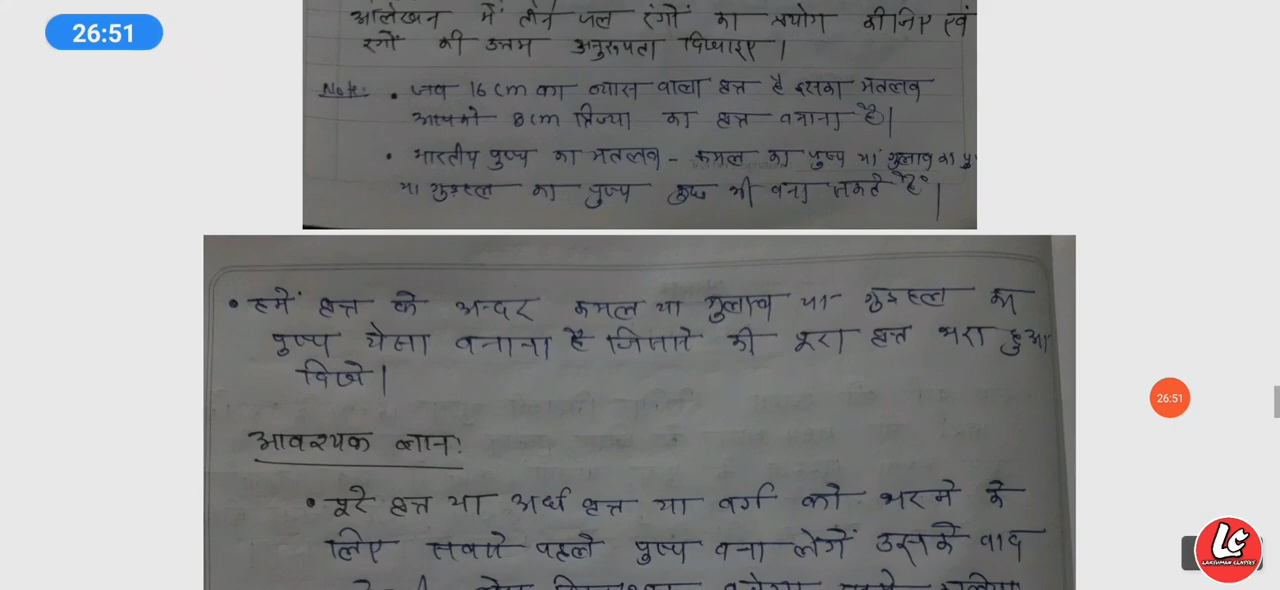 26:51
आलेखन में तीन जल रंगों का प्रयोग कीजिए एवं
रंगों की उत्तम अनुरूपता दिखाइए।
Note: • जब 16 cm का व्यास वाला वृत्त है इसका मतलब
आपको 8 cm त्रिज्या का वृत्त बनाना है।
• भारतीय पुष्प का मतलब - कमल का पुष्प या गुलाब का पु
या गुड़हल का पुष्प कुछ भी बना सकते हैं।
• हमें वृत्त के अन्दर कमल या गुलाब या गुड़हल का
पुष्प ऐसा बनाना है जिससे की पूरा वृत्त भरा हुआ
दिखे।
26:51
आवश्यक ज्ञान:
• पूरे वृत्त या अर्ध वृत्त या वर्ग को भरने के
लिए सबसे पहले पुष्प बना लेगें उसके बाद
LC
LAKSHMAN CLASSES